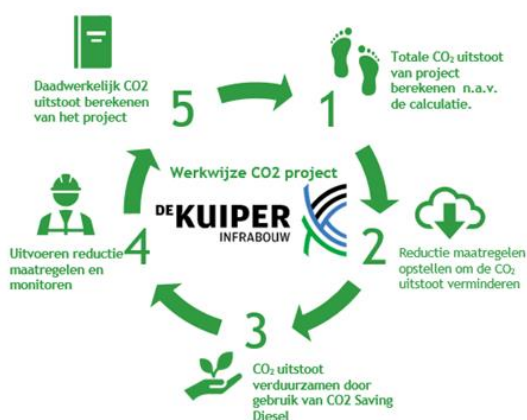 Werkwijze CO2 project
DE KUIPER
INFRABOUW
1
Totale CO₂ uitstoot
van project
berekenen n.a.v.
de calculatie.
2
Reductie maatregelen
opstellen om de CO₂
uitstoot verminderen
3
CO₂ uitstoot
verduurzamen door
gebruik van CO2 Saving
Diesel
4
Uitvoeren reductie
maatregelen en
monitoren
5
Daadwerkelijk CO2
uitstoot berekenen
van het project